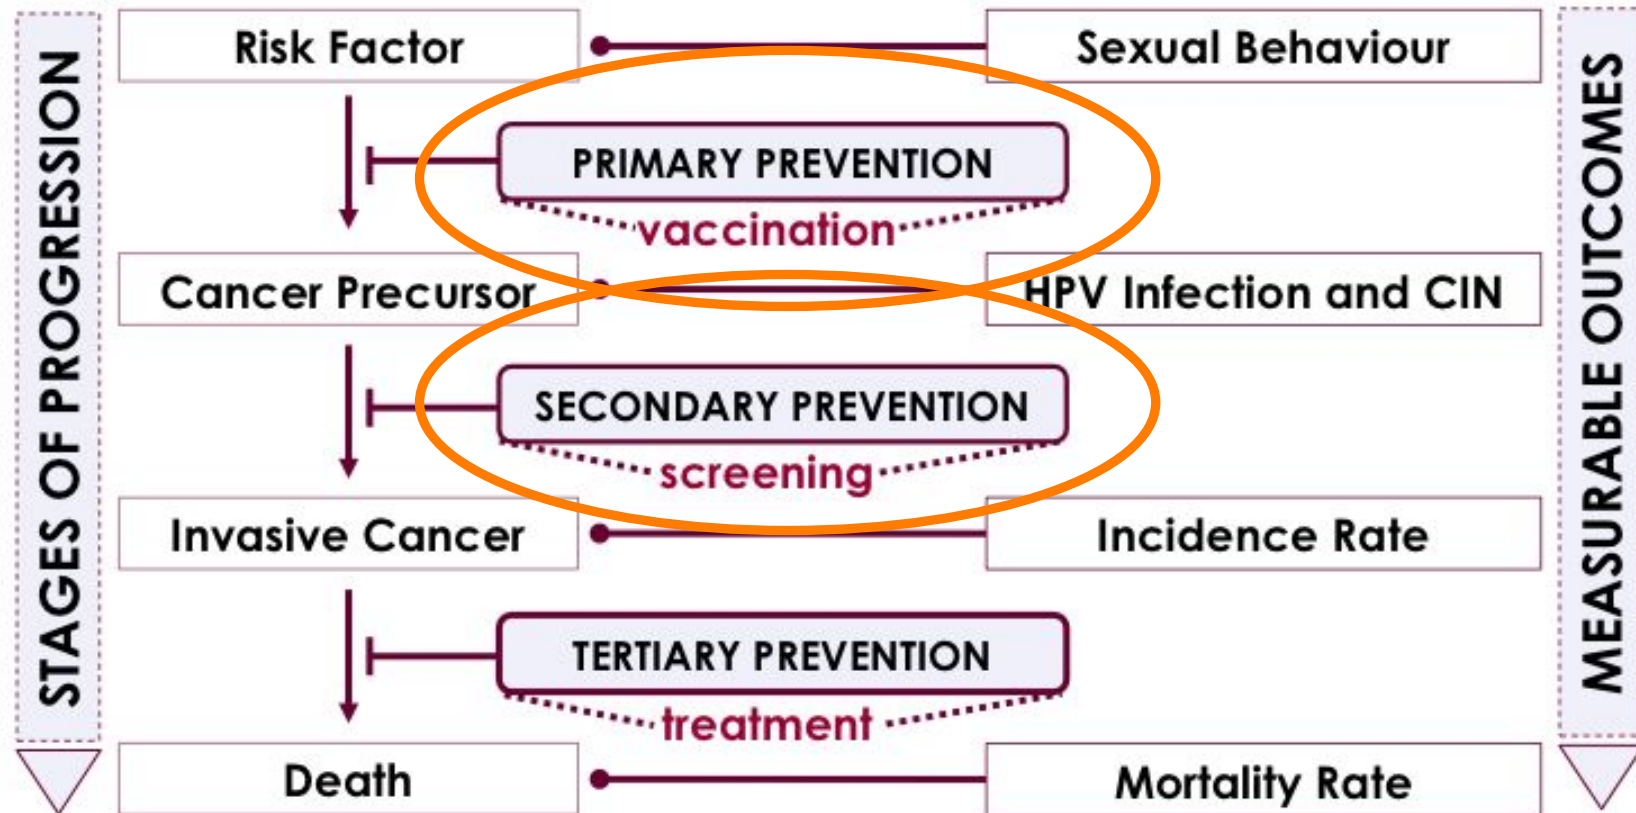 STAGES OF PROGRESSION
Risk Factor
Sexual Behaviour
PRIMARY PREVENTION
vaccination
Cancer Precursor
HPV Infection and CIN
SECONDARY PREVENTION
screening
Invasive Cancer
Incidence Rate
TERTIARY PREVENTION
treatment
Death
Mortality Rate
MEASURABLE OUTCOMES